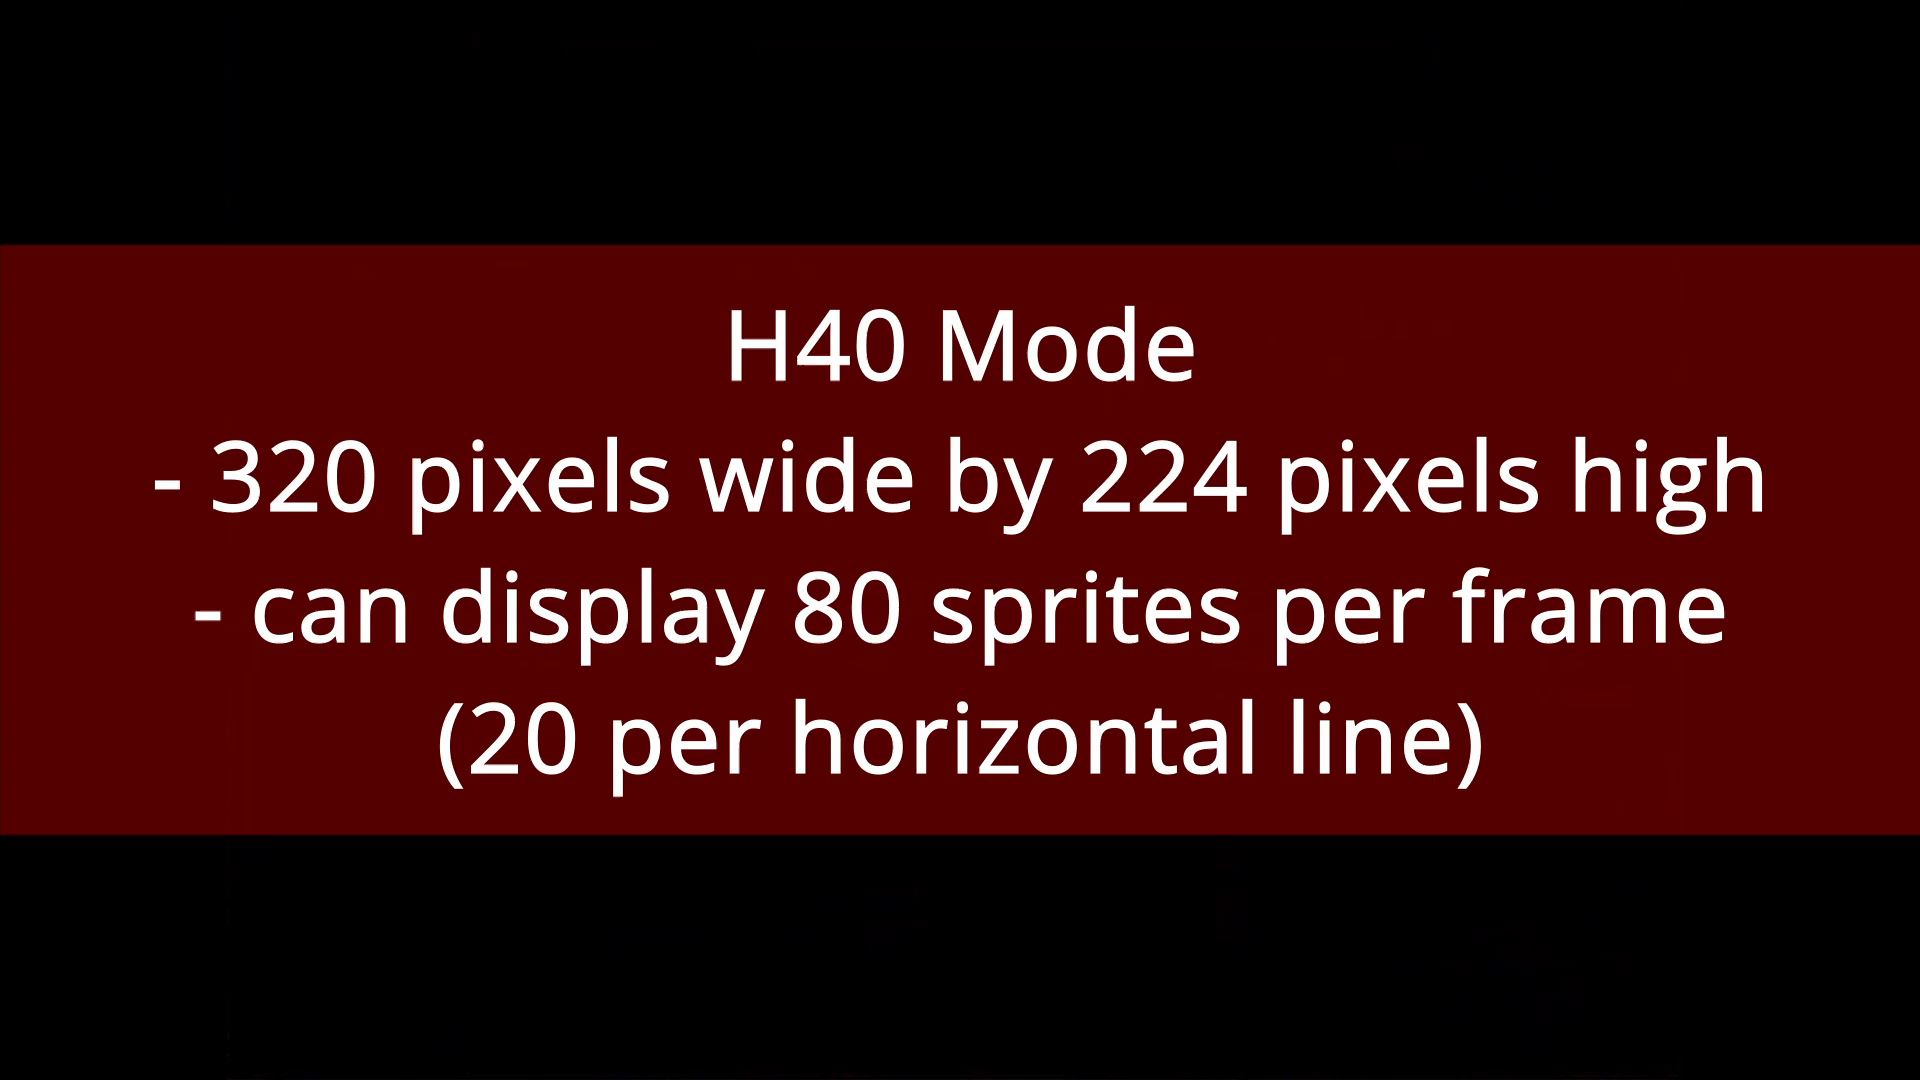 H40 Mode
- 320 pixels wide by 224 pixels high
- can display 80 sprites per frame
(20 per horizontal line)